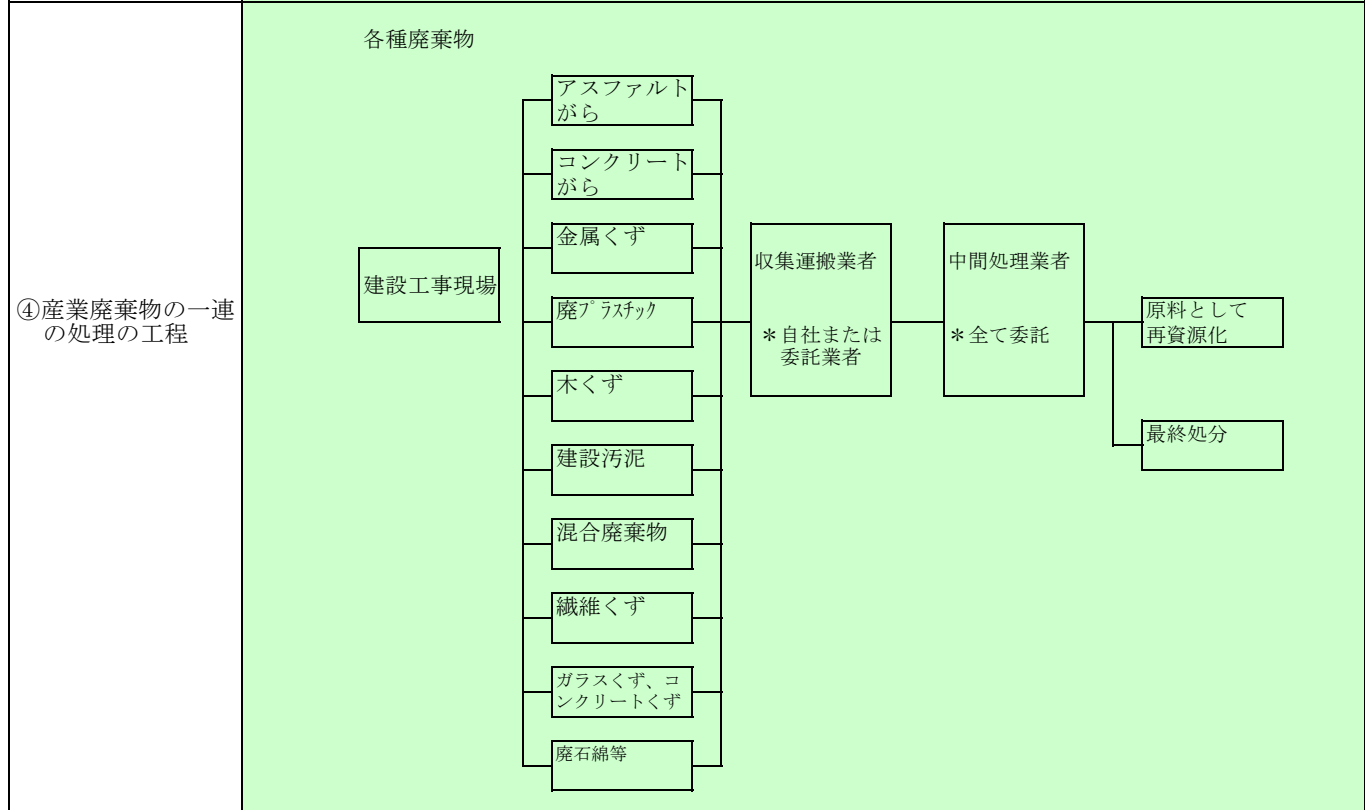 各種廃棄物
アスファルト
がら
コンクリート
がら
金属くず
収集運搬業者
中間処理業者
建設工事現場
④産業廃棄物の一連
の処理の工程
廃ﾌﾟﾗｽﾁｯｸ
＊自社または
委託業者
＊全て委託
原料として
再資源化
木くず
最終処分
建設汚泥
混合廃棄物
繊維くず
ガラスくず、コ
ンクリートくず
廃石綿等